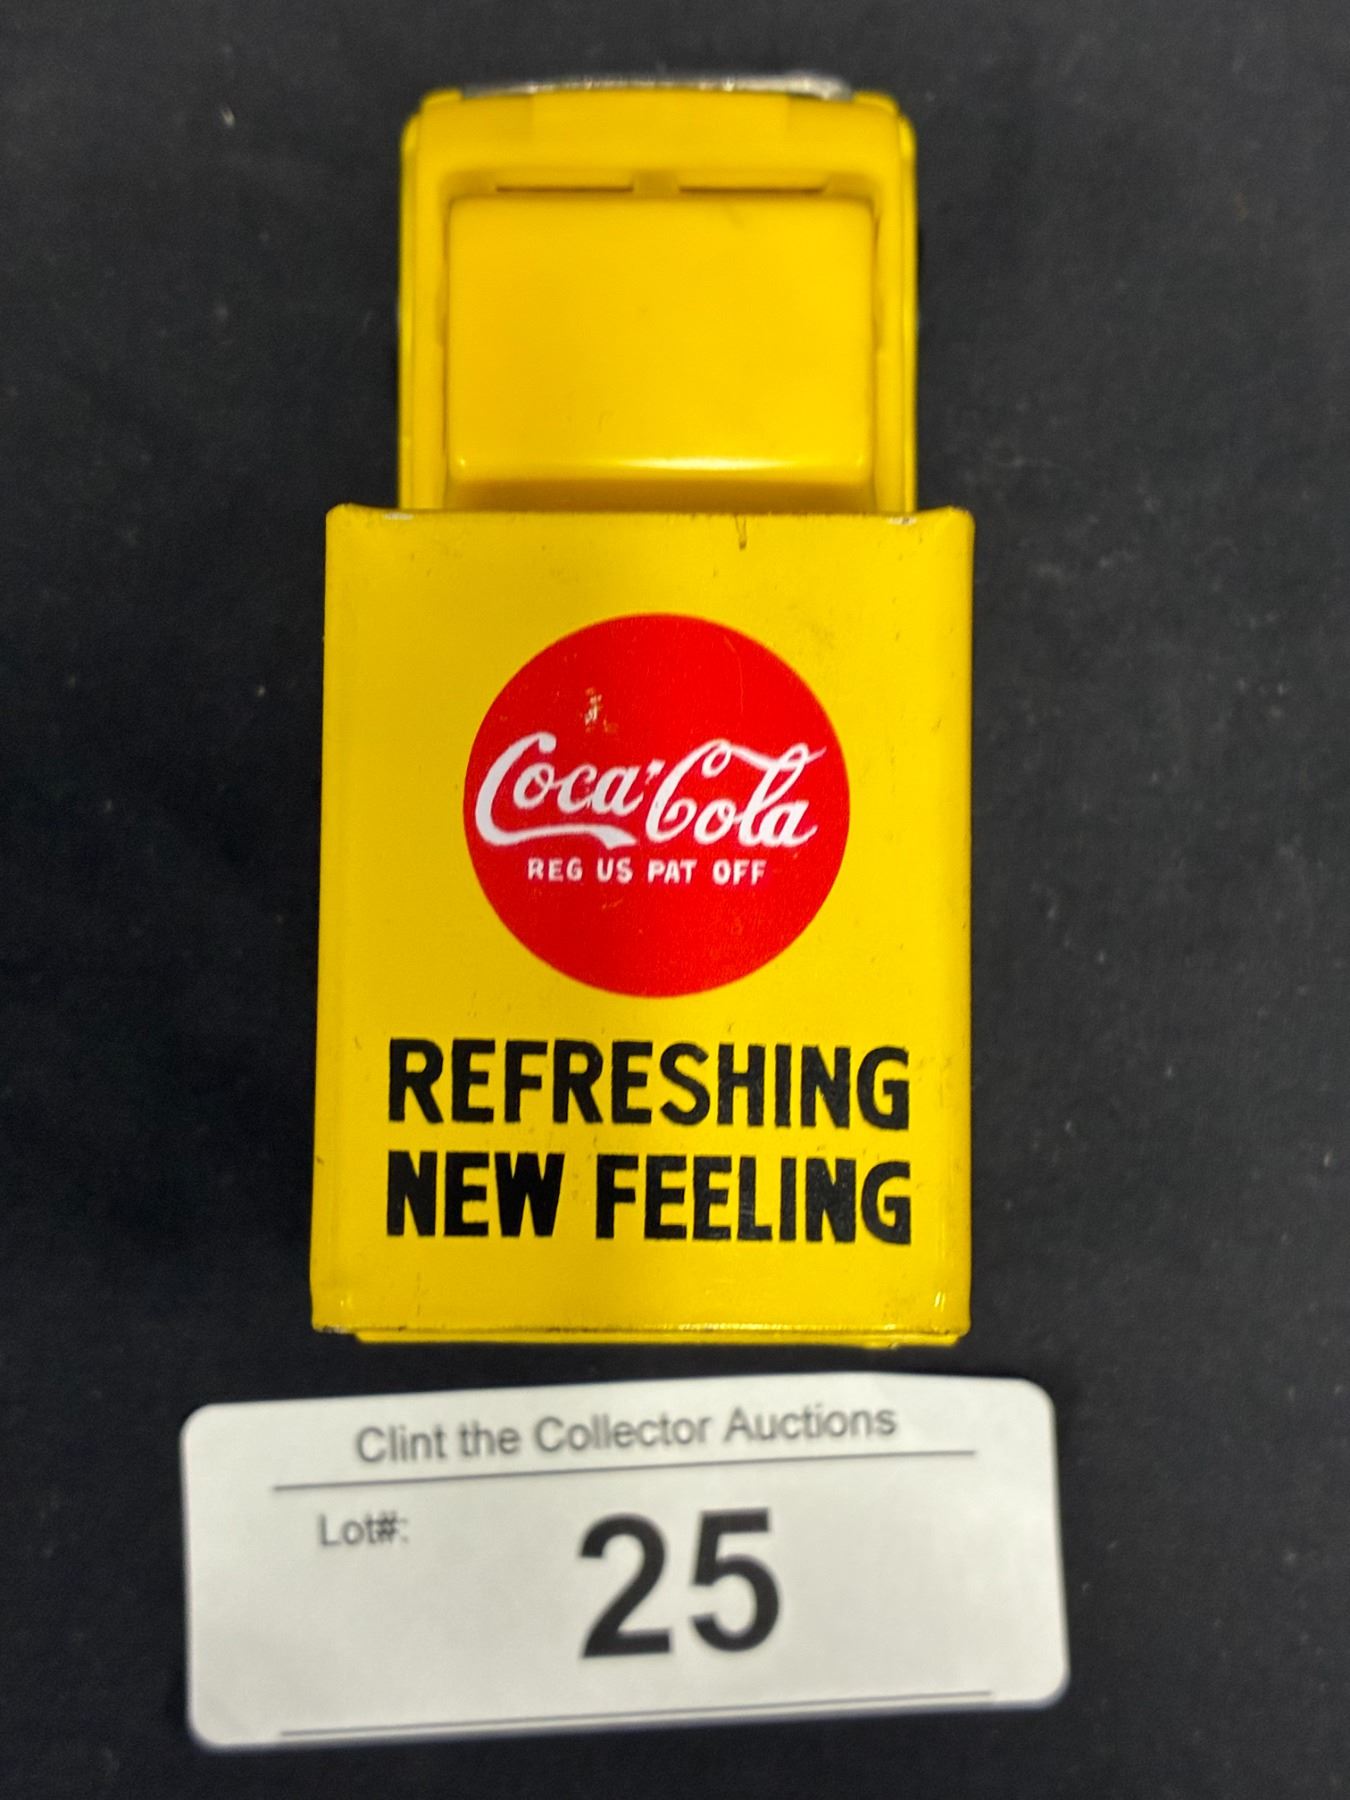 Coca-Cola
REG US PAT OFF
REFRESHING
NEW FEELING
Clint the Collector Auctions
Lot#:
25